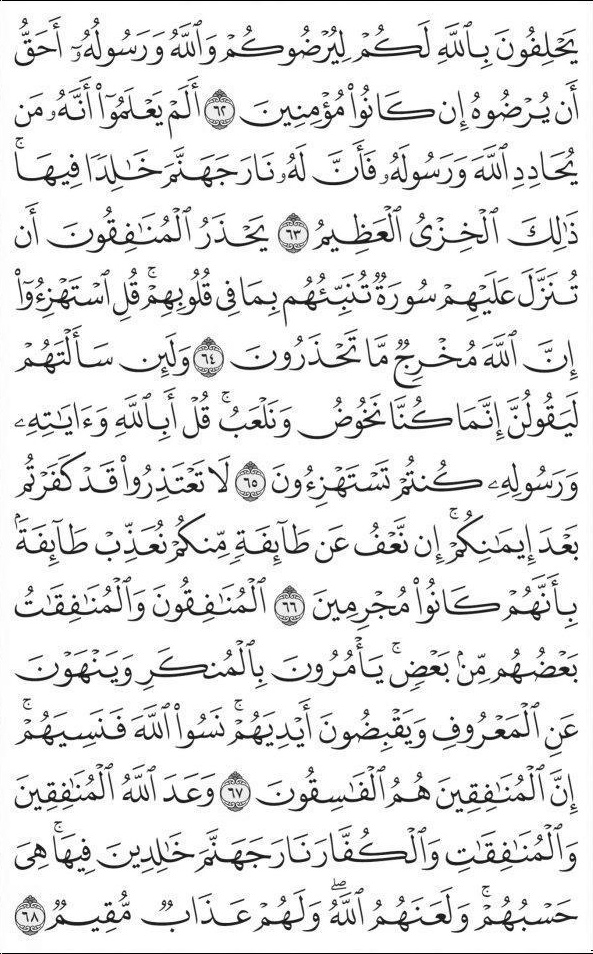 يَحۡلِفُونَ بِٱللَّهِ لَكُمۡ لِيُرۡضُوكُمۡ وَٱللَّهُ وَرَسُولُهُۥٓ أَحَقُّ
أَن يُرۡضُوهُ إِن كَانُواْ مُؤۡمِنِينَ ٦٢ أَلَمۡ يَعۡلَمُوٓاْ أَنَّهُۥ مَن
يُحَادِدِ ٱللَّهَ وَرَسُولَهُۥ فَأَنَّ لَهُۥ نَارَ جَهَنَّمَ خَٰلِدٗا فِيهَاۚ
ذَٰلِكَ ٱلۡخِزۡيُ ٱلۡعَظِيمُ ٦٣ يَحۡذَرُ ٱلۡمُنَٰفِقُونَ أَن
تُنَزَّلَ عَلَيۡهِمۡ سُورَةٞ تُنَبِّئُهُم بِمَا فِي قُلُوبِهِمۡۚ قُلِ ٱسۡتَهۡزِءُوٓاْ
إِنَّ ٱللَّهَ مُخۡرِجٞ مَّا تَحۡذَرُونَ ٦٤ وَلَئِن سَأَلۡتَهُمۡ
لَيَقُولُنَّ إِنَّمَا كُنَّا نَخُوضُ وَنَلۡعَبُۚ قُلۡ أَبِٱللَّهِ وَءَايَٰتِهِۦ
وَرَسُولِهِۦ كُنتُمۡ تَسۡتَهۡزِءُونَ ٦٥ لَا تَعۡتَذِرُواْ قَدۡ كَفَرۡتُم
بَعۡدَ إِيمَٰنِكُمۡۚ إِن نَّعۡفُ عَن طَآئِفَةٖ مِّنكُمۡ نُعَذِّبۡ طَآئِفَةَۢ
بِأَنَّهُمۡ كَانُواْ مُجۡرِمِينَ ٦٦ ٱلۡمُنَٰفِقُونَ وَٱلۡمُنَٰفِقَٰتُ
بَعۡضُهُم مِّنۢ بَعۡضٖۚ يَأۡمُرُونَ بِٱلۡمُنكَرِ وَيَنۡهَوۡنَ
عَنِ ٱلۡمَعۡرُوفِ وَيَقۡبِضُونَ أَيۡدِيَهُمۡۚ نَسُواْ ٱللَّهَ فَنَسِيَهُمۡۚ
إِنَّ ٱلۡمُنَٰفِقِينَ هُمُ ٱلۡفَٰسِقُونَ ٦٧ وَعَدَ ٱللَّهُ ٱلۡمُنَٰفِقِينَ
وَٱلۡمُنَٰفِقَٰتِ وَٱلۡكُفَّارَ نَارَ جَهَنَّمَ خَٰلِدِينَ فِيهَاۚ هِيَ
حَسۡبُهُمۡۚ وَلَعَنَهُمُ ٱللَّهُۖ وَلَهُمۡ عَذَابٞ مُّقِيمٞ ٦٨